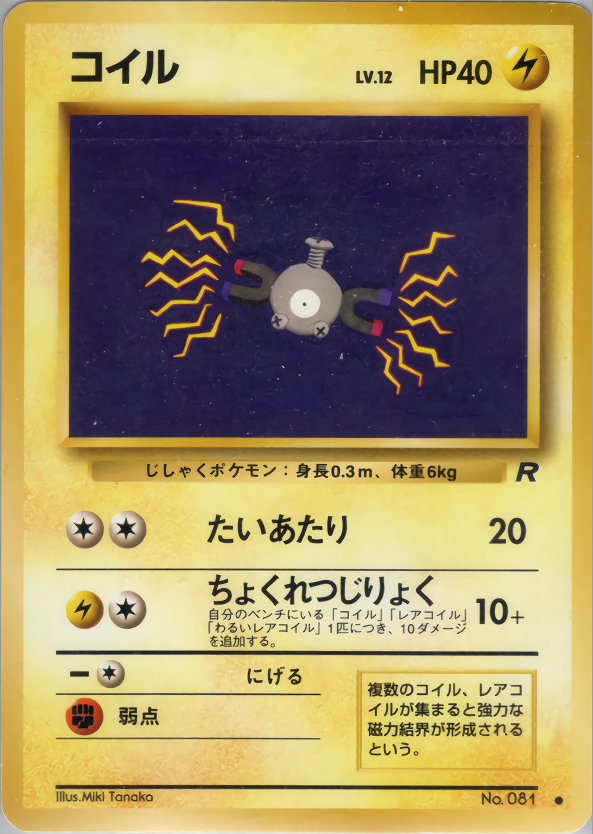 コイル LV.12 HP40
じしゃくポケモン：身長0.3m、体重6kg R
たいあたり 20
ちょくれつじりょく 10+
自分のベンチにいる「コイル」「レアコイル」
「わるいレアコイル」1匹につき、10ダメージ
を追加する。
にげる
弱点
複数のコイル、レアコ
イルが集まると強力な
磁力結界が形成される
という。
Illus.Miki Tanaka No. 081